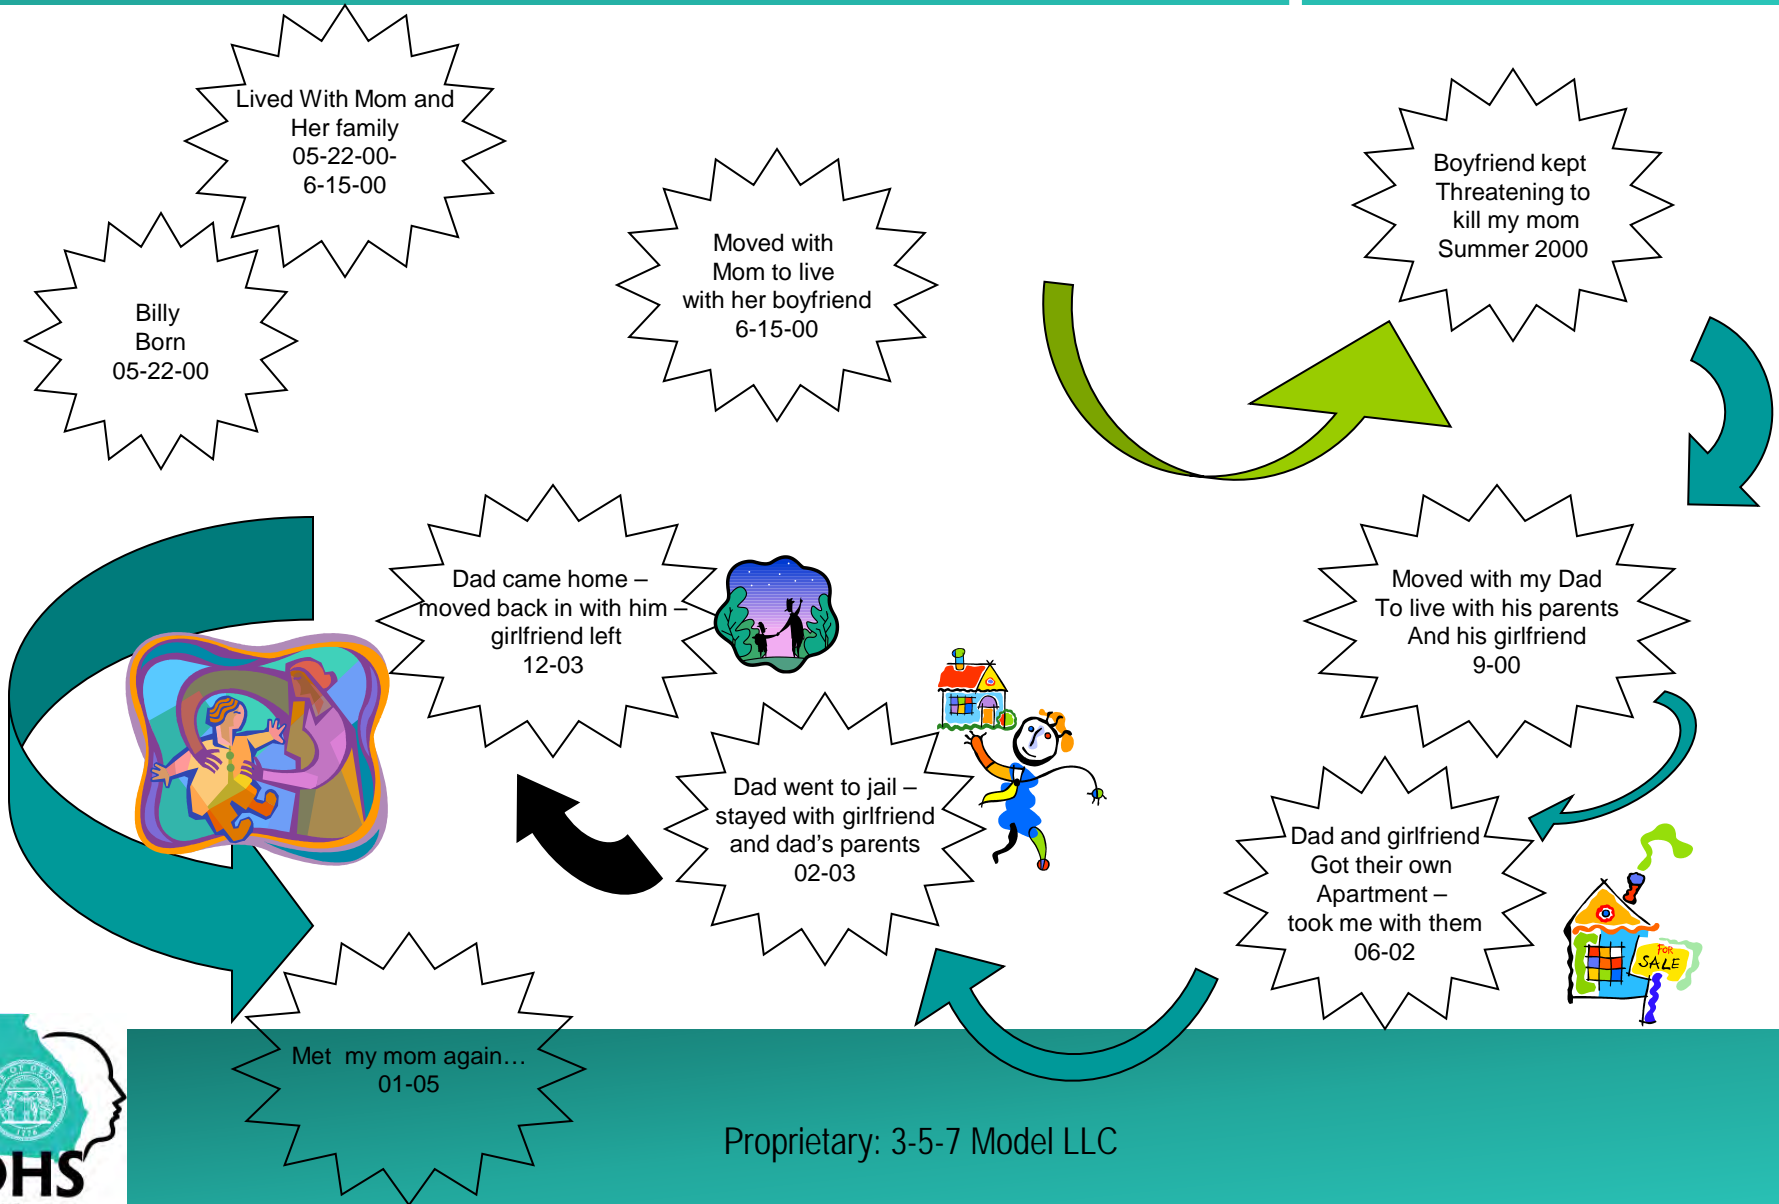 Lived With Mom and
Her family
05-22-00-
6-15-00
Billy
Born
05-22-00
Moved with
Mom to live
with her boyfriend
6-15-00
Boyfriend kept
Threatening to
kill my mom
Summer 2000
Moved with my Dad
To live with his parents
And his girlfriend
9-00
Dad and girlfriend
Got their own
Apartment –
took me with them
06-02
FOR
SALE
Dad went to jail –
stayed with girlfriend
and dad's parents
02-03
Dad came home –
moved back in with him –
girlfriend left
12-03
Met  my mom again…
01-05
Proprietary: 3-5-7 Model LLC
OF GEORGIA
1776
DHS